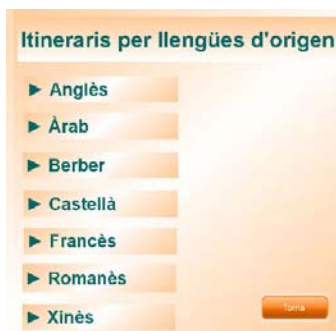 Itineraris per llengües d'origen
► Anglès
► Àrab
► Berber
► Castellà
► Francès
► Romanès
► Xinès
Torna